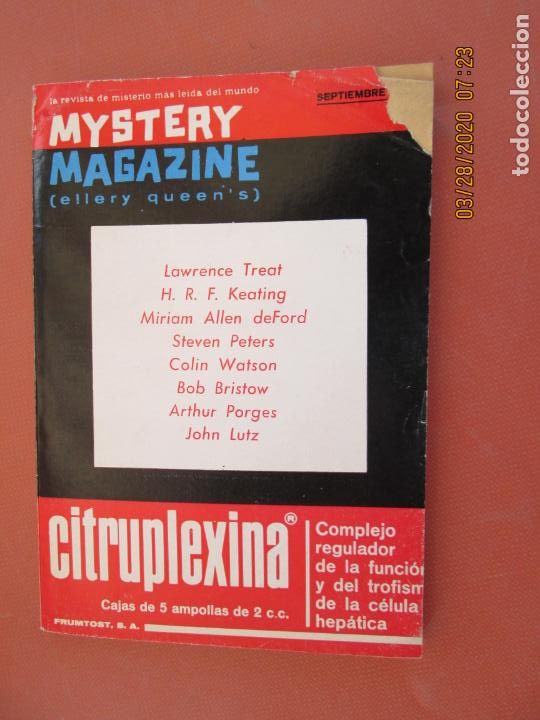 la revista de misterio más leída del mundo
SEPTIEMBRE
MYSTERY
MAGAZINE
(ellery queen's)
Lawrence Treat
H. R. F. Keating
Miriam Allen deFord
Steven Peters
Colin Watson
Bob Bristow
Arthur Porges
John Lutz
citruplexina®
Complejo
regulador
de la funció
y del trofism
de la célula
hepática
Cajas de 5 ampollas de 2 c.c.
FRUMTOST, S. A.
03/28/2020 07:23
todocoleccion